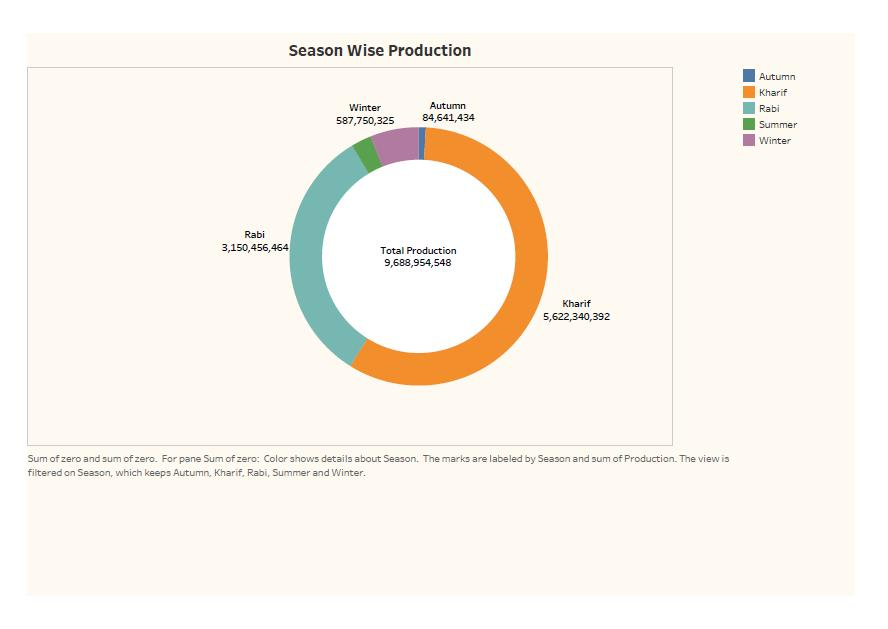 Season Wise Production
Autumn
Kharif
Rabi
Summer
Winter
Winter
587,750,325
Autumn
84,641,434
Rabi
3,150,456,464
Total Production
9,688,954,548
Kharif
5,622,340,392
Sum of zero and sum of zero. For pane Sum of zero: Color shows details about Season. The marks are labeled by Season and sum of Production. The view is
filtered on Season, which keeps Autumn, Kharif, Rabi, Summer and Winter.